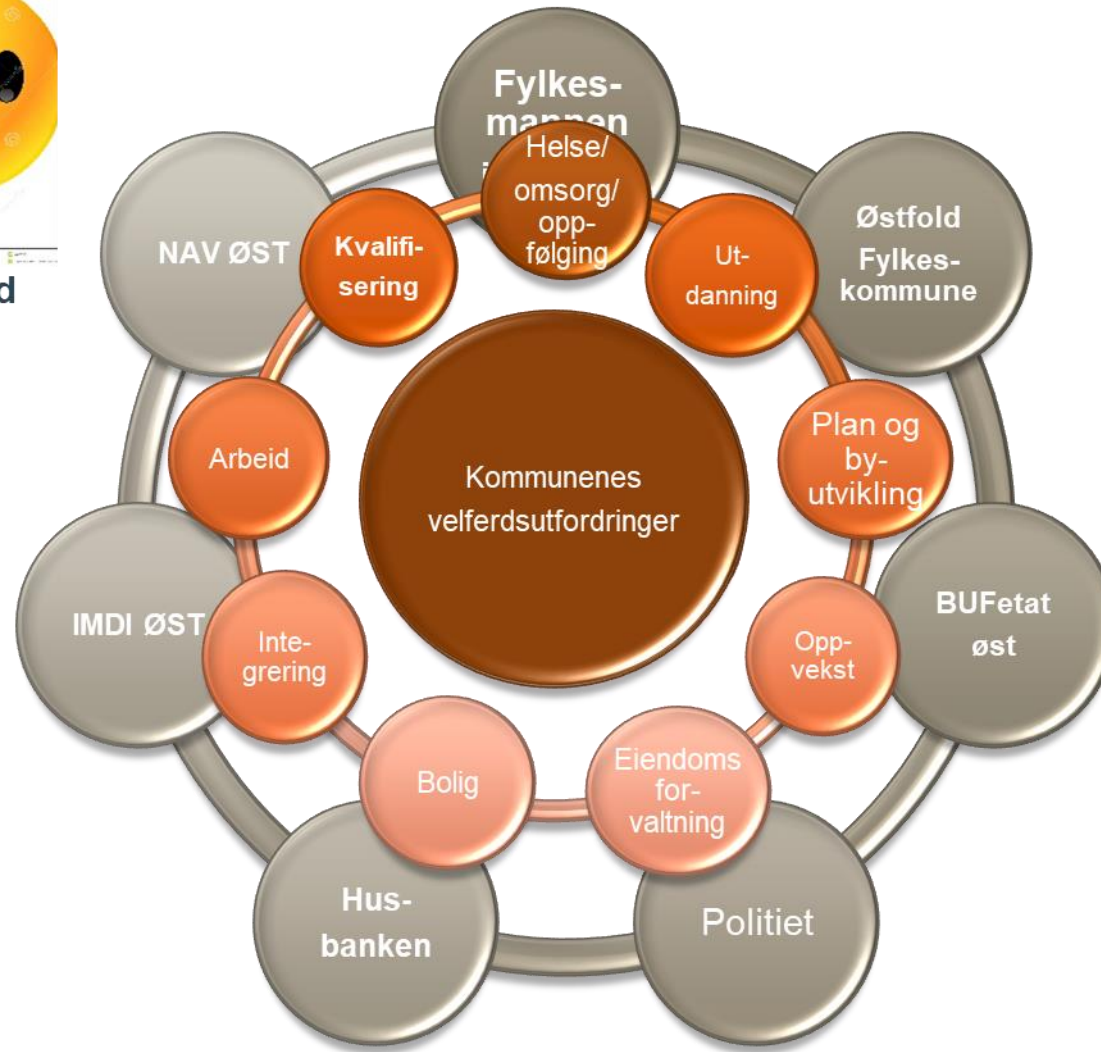 Fylkes-
mannen
Helse/
omsorg/
opp-
følging
Østfold
Fylkes-
kommune
NAV ØST
Kvalifi-
sering
Ut-
danning
d
Plan og
by-
utvikling
Arbeid
Kommunenes
velferdsutfordringer
BUFetat
øst
IMDI ØST
Inte-
grering
Opp-
vekst
Bolig
Eiendoms
for-
valtning
Hus-
banken
Politiet